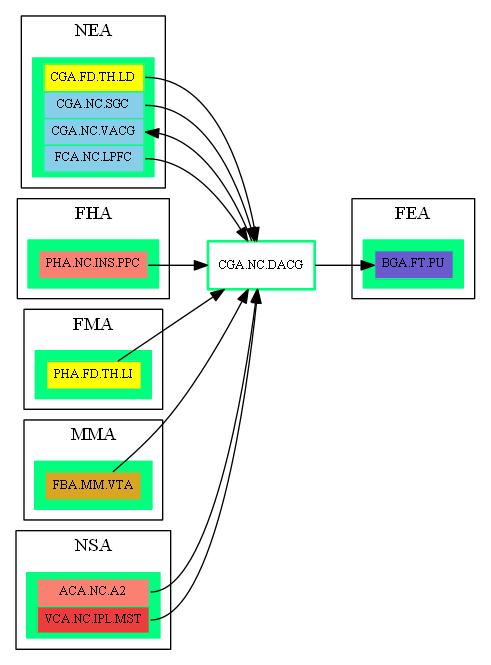 NEA
CGA.FD.TH.LD
CGA.NC.SGC
CGA.NC.VACG
FCA.NC.LPFC
FHA
PHA.NC.INS.PPC
CGA.NC.DACG
FEA
BGA.FT.PU
FMA
PHA.FD.TH.LI
MMA
FBA.MM.VTA
NSA
ACA.NC.A2
VCA.NC.IPL.MST